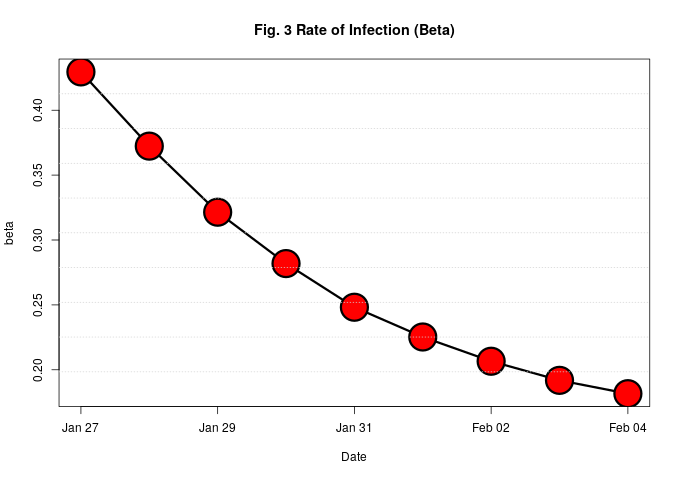 Fig. 3 Rate of Infection (Beta)
0.40
0.35
0.30
0.25
0.20
beta
Jan 27 Jan 29 Jan 31 Feb 02 Feb 04
Date